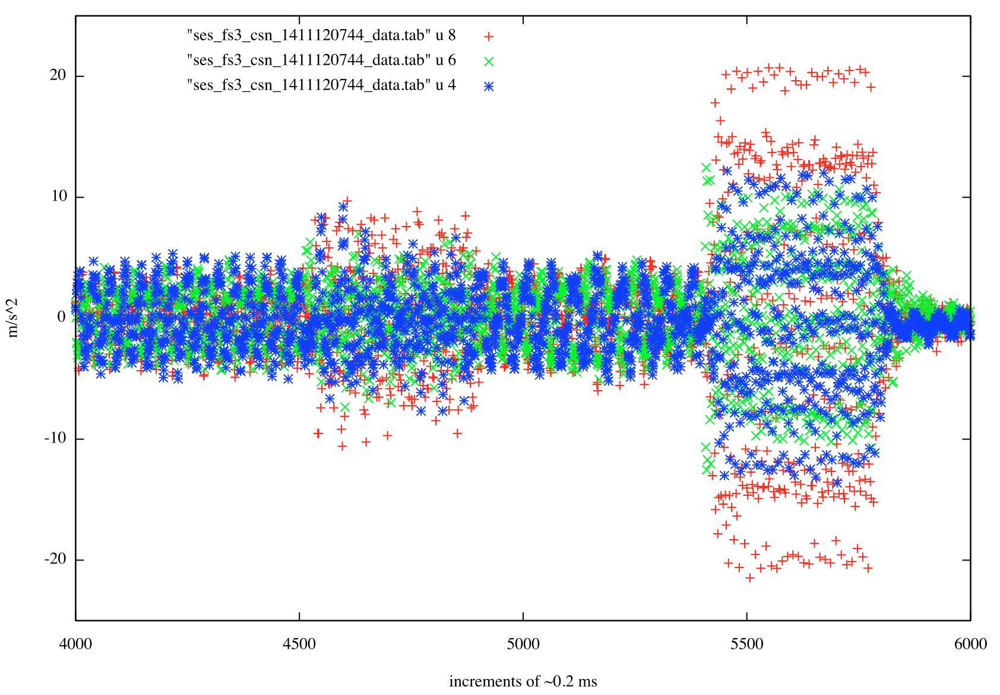 "ses_fs3_csn_1411120744_data.tab" u 8
"ses_fs3_csn_1411120744_data.tab" u 6
"ses_fs3_csn_1411120744_data.tab" u 4
20
10
0
-10
-20
m/s^2
4000 4500 5000 5500 6000
increments of ~0.2 ms